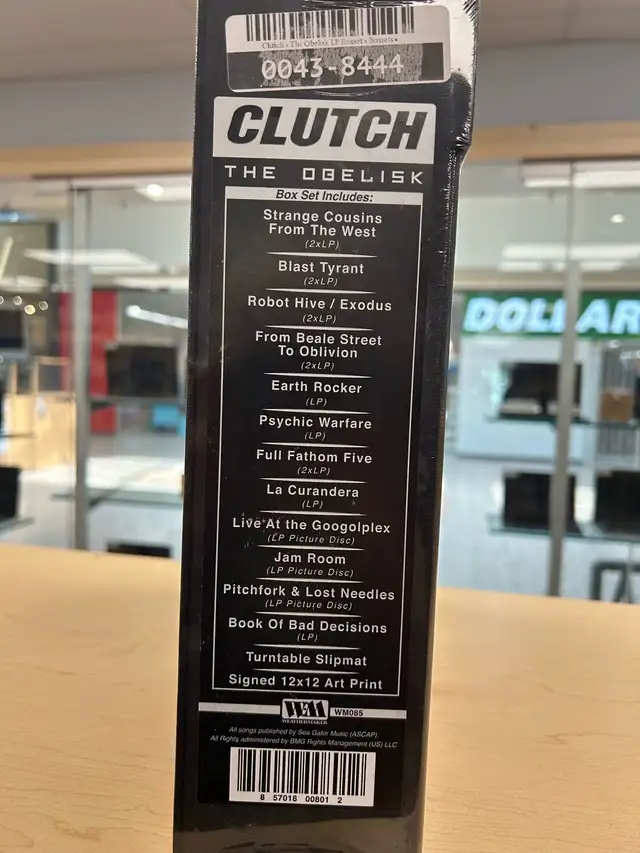 Clutch - The Obelisk LP Boxset - Boxsets •
0043-8444
CLUTCH
THE OBELISK
Box Set Includes:
Strange Cousins
From The West
(2xLP)
Blast Tyrant
(2xLP)
Robot Hive / Exodus
(2xLP)
From Beale Street
To Oblivion
(2xLP)
Earth Rocker
(LP)
Psychic Warfare
(LP)
Full Fathom Five
(2xLP)
La Curandera
(LP)
Live At the Googolplex
(LP Picture Disc)
Jam Room
(LP Picture Disc)
Pitchfork & Lost Needles
(LP Picture Disc)
Book Of Bad Decisions
(LP)
Turntable Slipmat
Signed 12x12 Art Print
WM
WEATHERMAKER
WM085
All songs published by Sea Gator Music (ASCAP).
All Rights administered by BMG Rights Management (US) LLC
8 57018 00801 2
DOLLAR